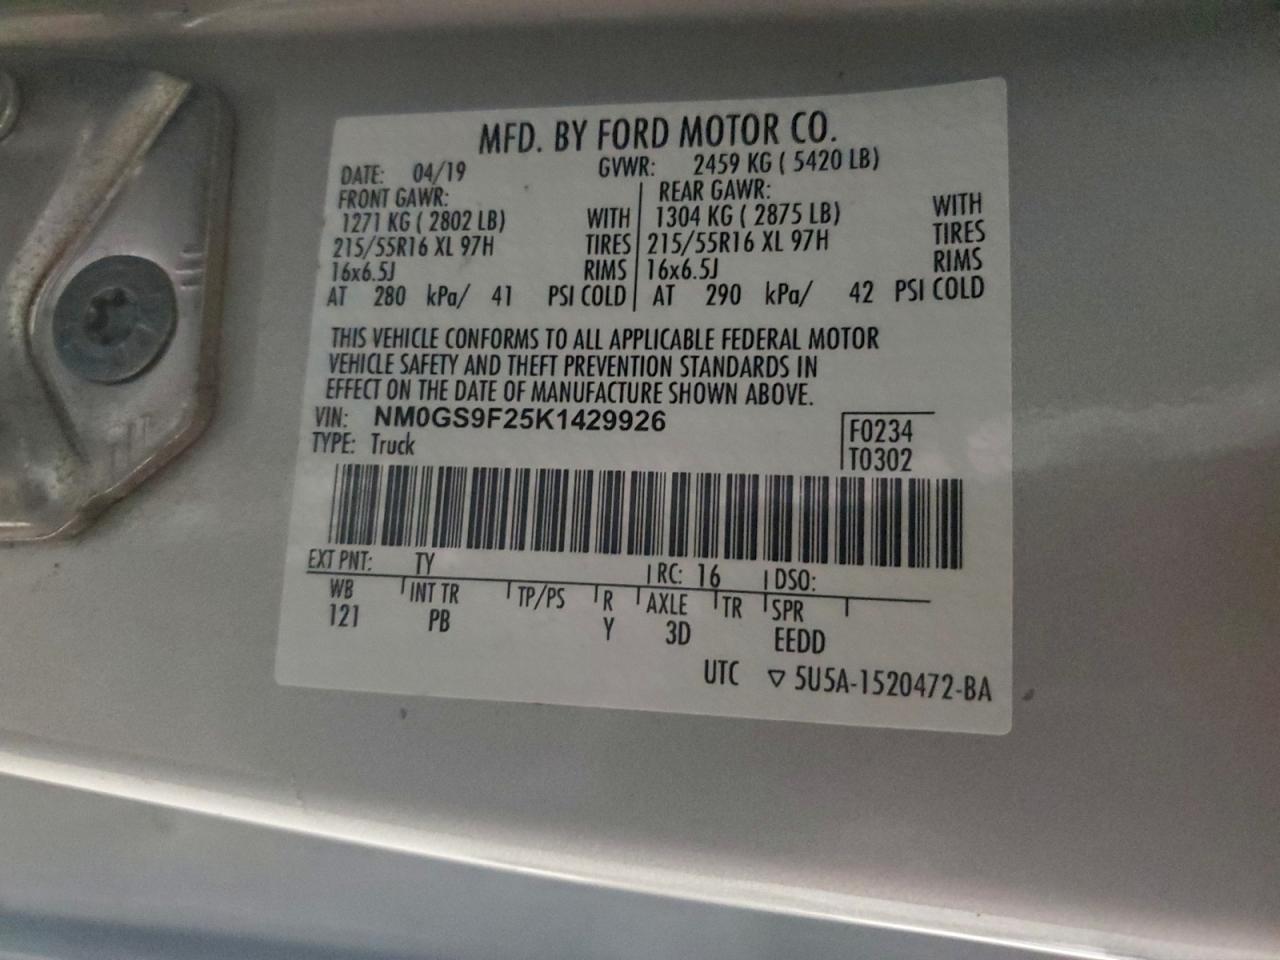 MFD. BY FORD MOTOR CO.
DATE: 04/19 GVWR: 2459 KG ( 5420 LB)
FRONT GAWR: REAR GAWR:
1271 KG ( 2802 LB) WITH 1304 KG ( 2875 LB) WITH
215/55R16 XL 97H TIRES 215/55R16 XL 97H TIRES
16x6.5J RIMS 16x6.5J RIMS
AT 280 kPa/ 41 PSI COLD AT 290 kPa/ 42 PSI COLD
THIS VEHICLE CONFORMS TO ALL APPLICABLE FEDERAL MOTOR
VEHICLE SAFETY AND THEFT PREVENTION STANDARDS IN
EFFECT ON THE DATE OF MANUFACTURE SHOWN ABOVE.
VIN: NM0GS9F25K1429926
TYPE: Truck
F0234
T0302
EXT PNT: TY RC: 16 DSO:
WB INT TR TP/PS R AXLE TR SPR
121 PB Y 3D EEDD
UTC ▽ 5U5A-1520472-BA